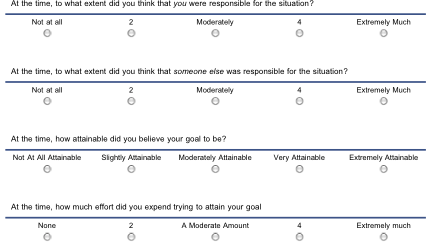 At the time, to what extent did you think that you were responsible for the situation?
Not at all 2 Moderately 4 Extremely Much
At the time, to what extent did you think that someone else was responsible for the situation?
Not at all 2 Moderately 4 Extremely Much
At the time, how attainable did you believe your goal to be?
Not At All Attainable Slightly Attainable Moderately Attainable Very Attainable Extremely Attainable
At the time, how much effort did you expend trying to attain your goal
None 2 A Moderate Amount 4 Extremely much